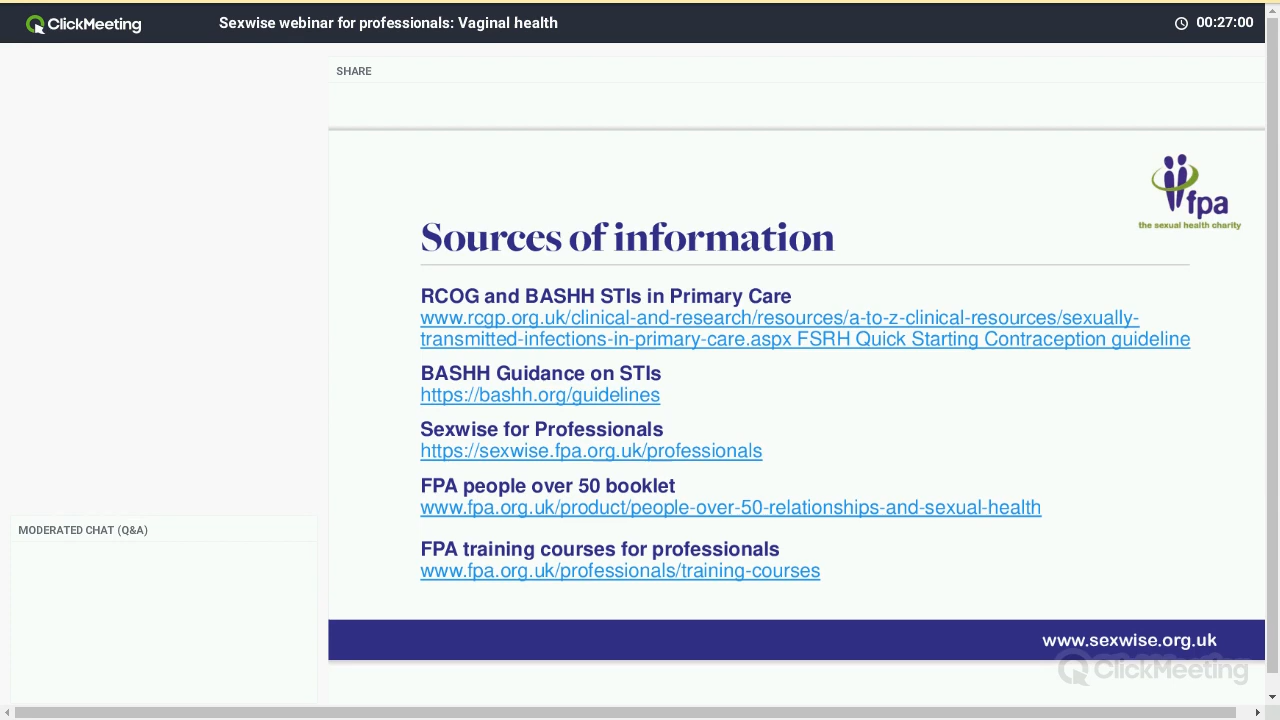 ClickMeeting
Sexwise webinar for professionals: Vaginal health
00:27:00
SHARE
fpa
the sexual health charity
Sources of information
RCOG and BASHH STIs in Primary Care
www.rcgp.org.uk/clinical-and-research/resources/a-to-z-clinical-resources/sexually-
transmitted-infections-in-primary-care.aspx FSRH Quick Starting Contraception guideline
BASHH Guidance on STIs
https://bashh.org/guidelines
Sexwise for Professionals
https://sexwise.fpa.org.uk/professionals
FPA people over 50 booklet
www.fpa.org.uk/product/people-over-50-relationships-and-sexual-health
FPA training courses for professionals
www.fpa.org.uk/professionals/training-courses
MODERATED CHAT (Q&A)
www.sexwise.org.uk
ClickMeeting